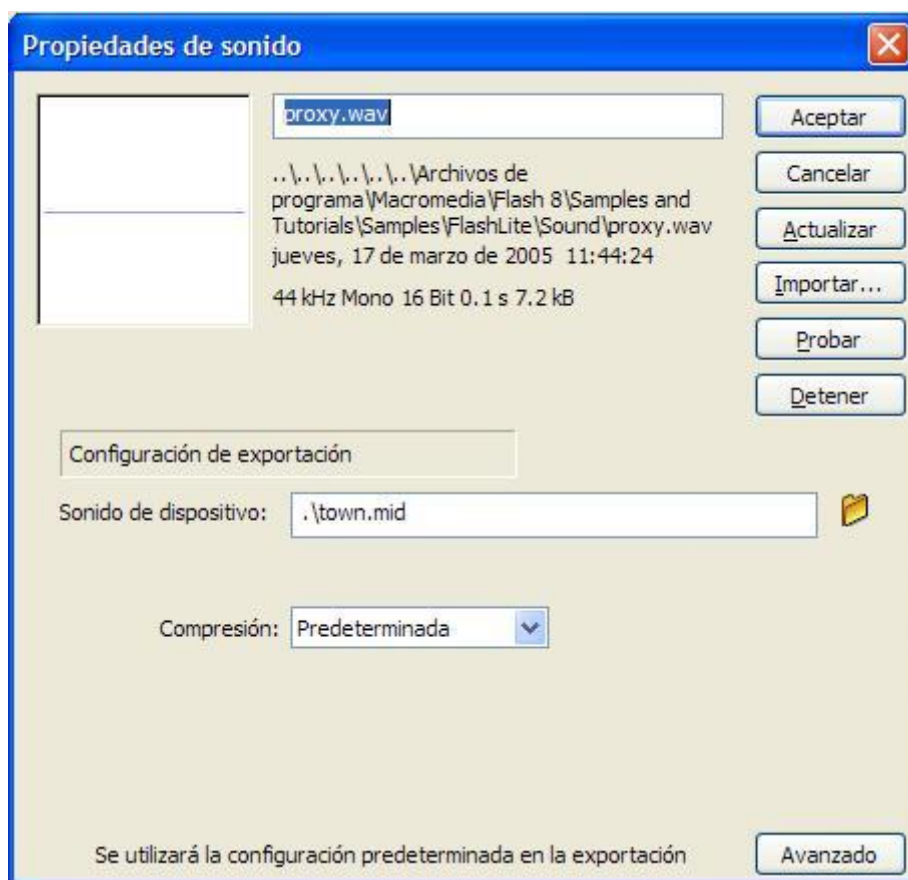 Propiedades de sonido
proxy.wav
Aceptar
..\..\..\..\..\..\Archivos de
programa\Macromedia\Flash 8\Samples and
Tutorials\Samples\FlashLite\Sound\proxy.wav
jueves, 17 de marzo de 2005 11:44:24
44 kHz Mono 16 Bit 0.1 s 7.2 kB
Cancelar
Actualizar
Importar...
Probar
Detener
Configuración de exportación
Sonido de dispositivo: .\town.mid
Compresión: Predeterminada
Se utilizará la configuración predeterminada en la exportación
Avanzado